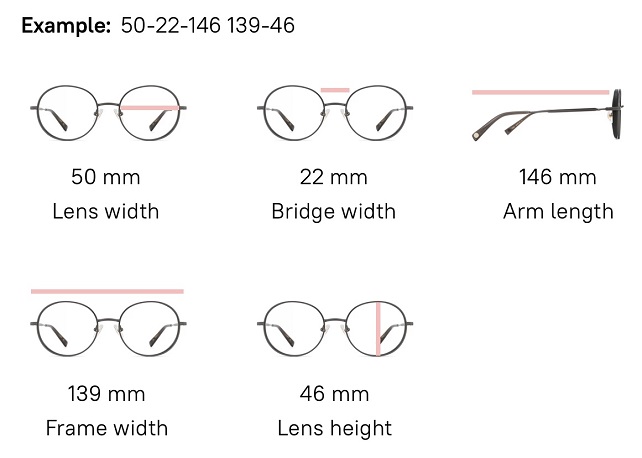 Example: 50-22-146 139-46
50 mm
Lens width
22 mm
Bridge width
146 mm
Arm length
139 mm
Frame width
46 mm
Lens height